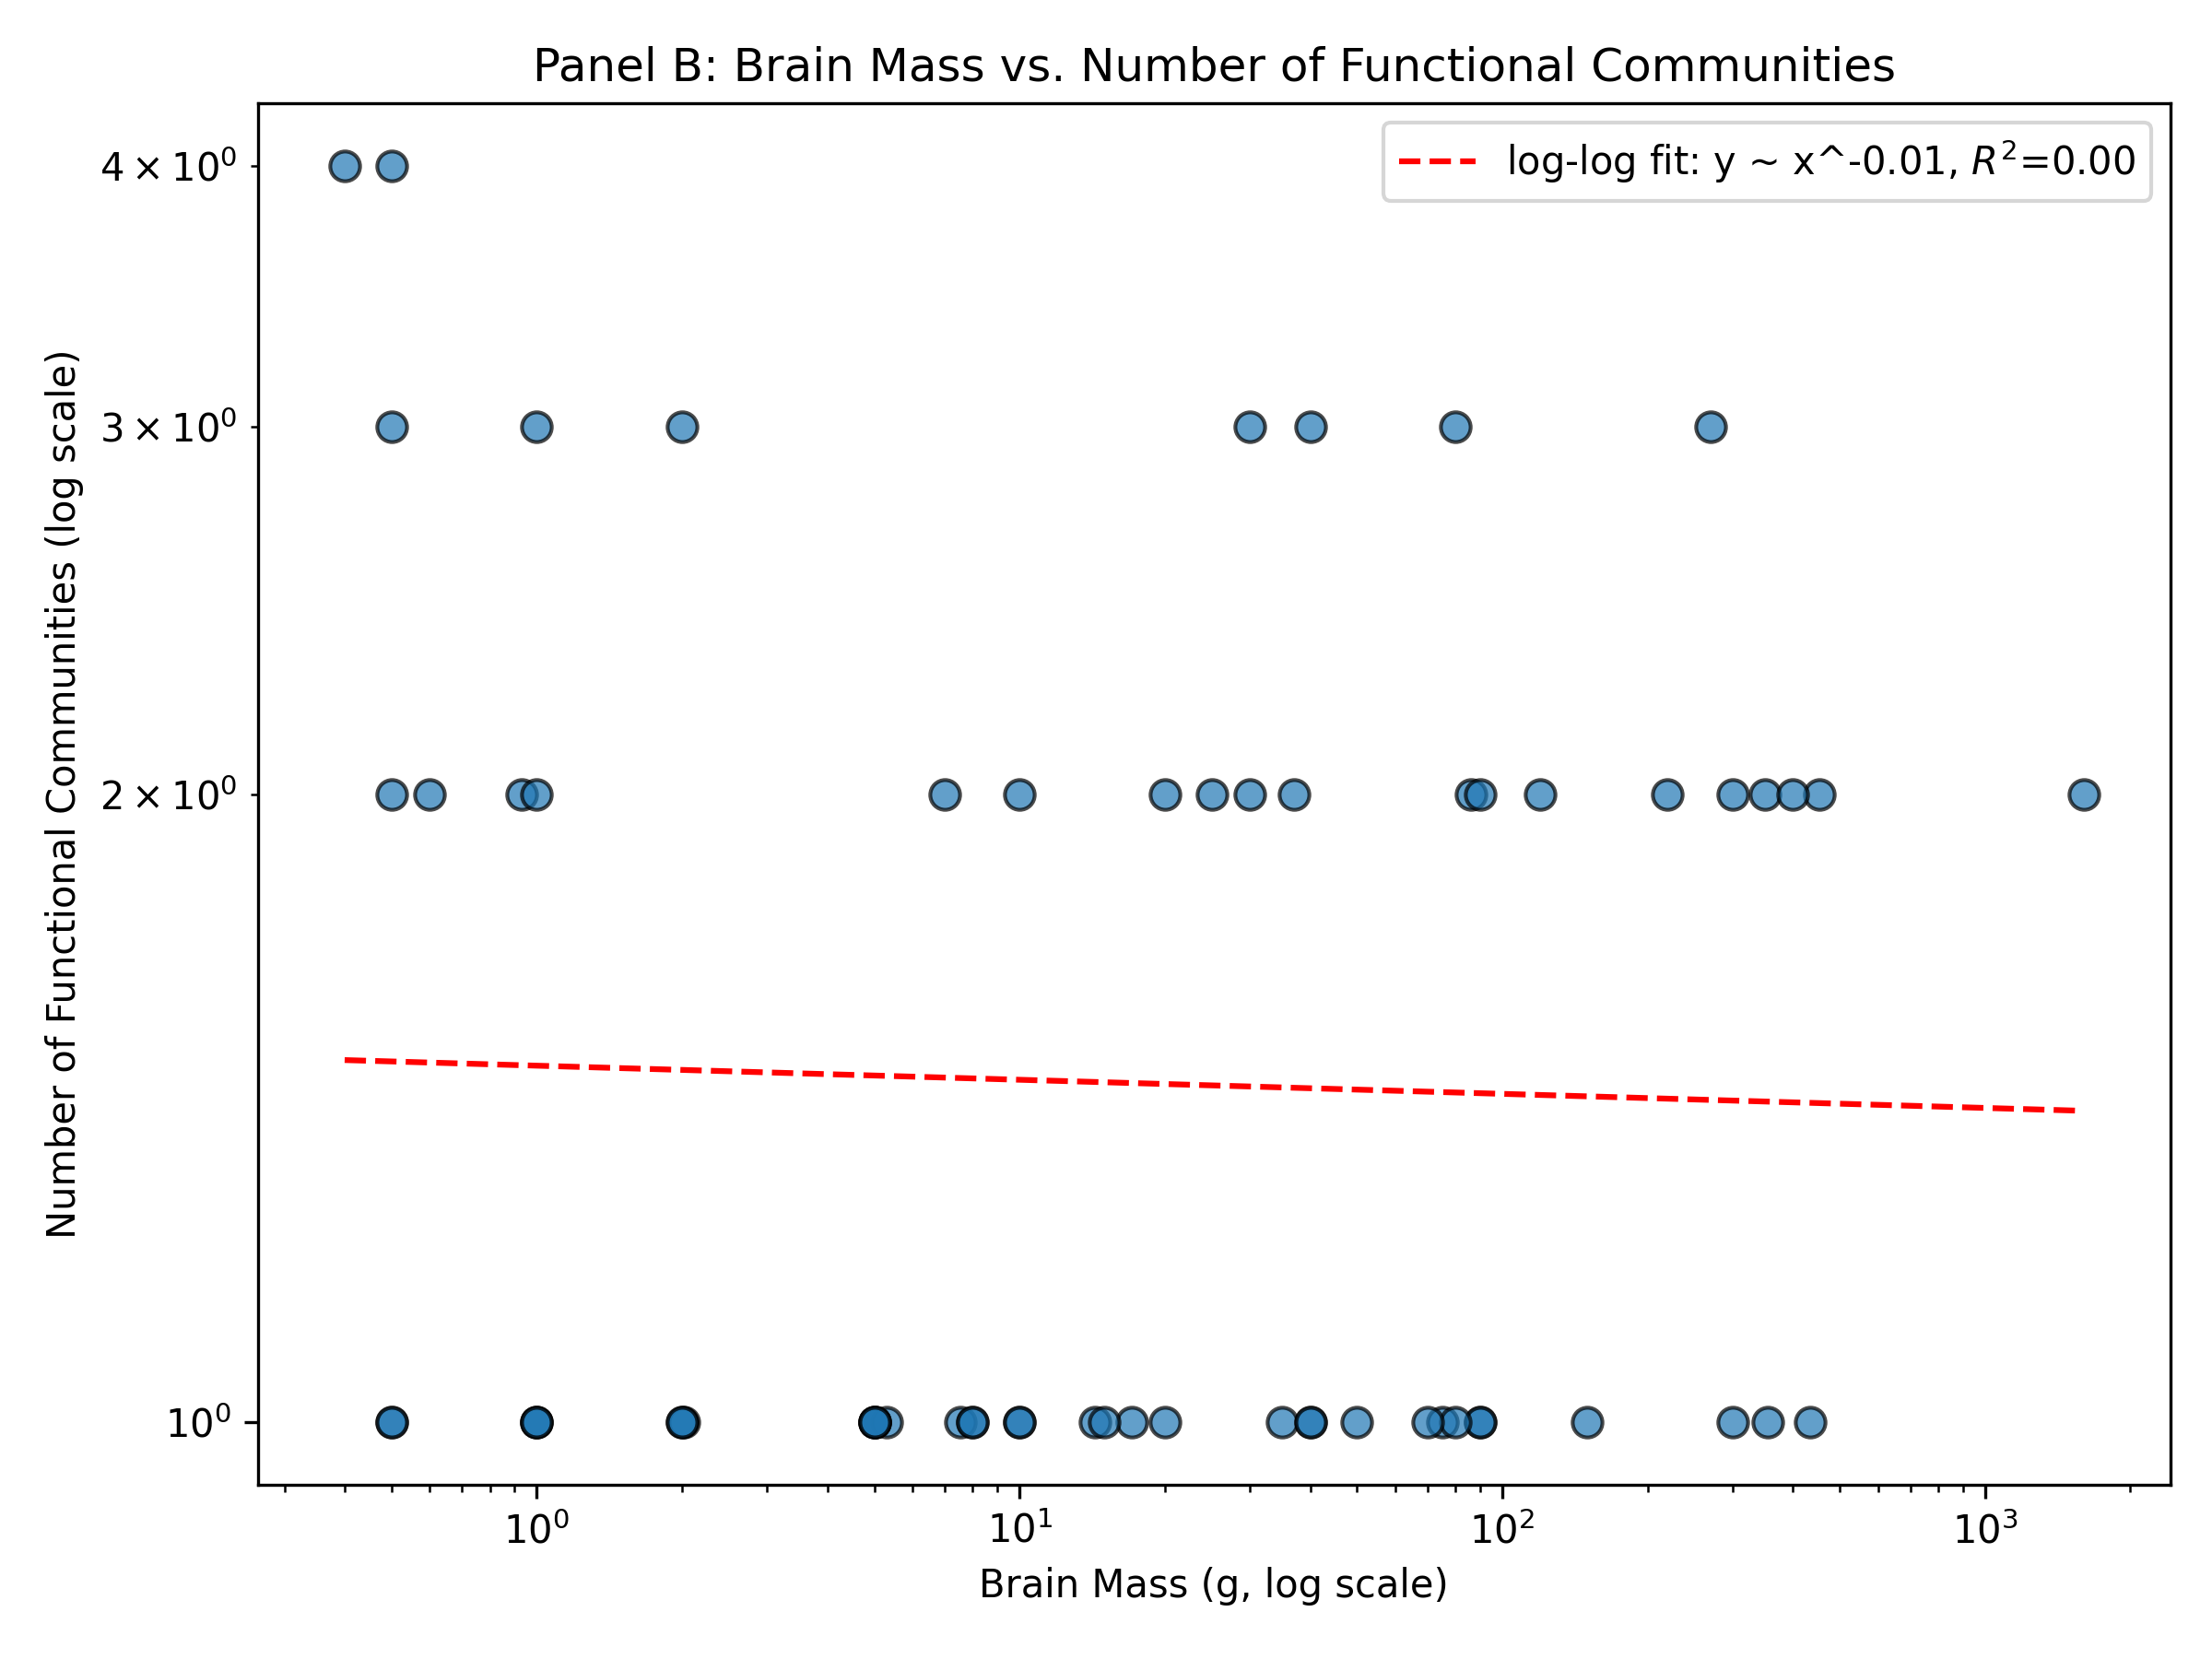 Panel B: Brain Mass vs. Number of Functional Communities
log-log fit: y ~ x^-0.01, R²=0.00
Number of Functional Communities (log scale)
4 × 10⁰
3 × 10⁰
2 × 10⁰
10⁰
10⁰ 10¹ 10² 10³
Brain Mass (g, log scale)